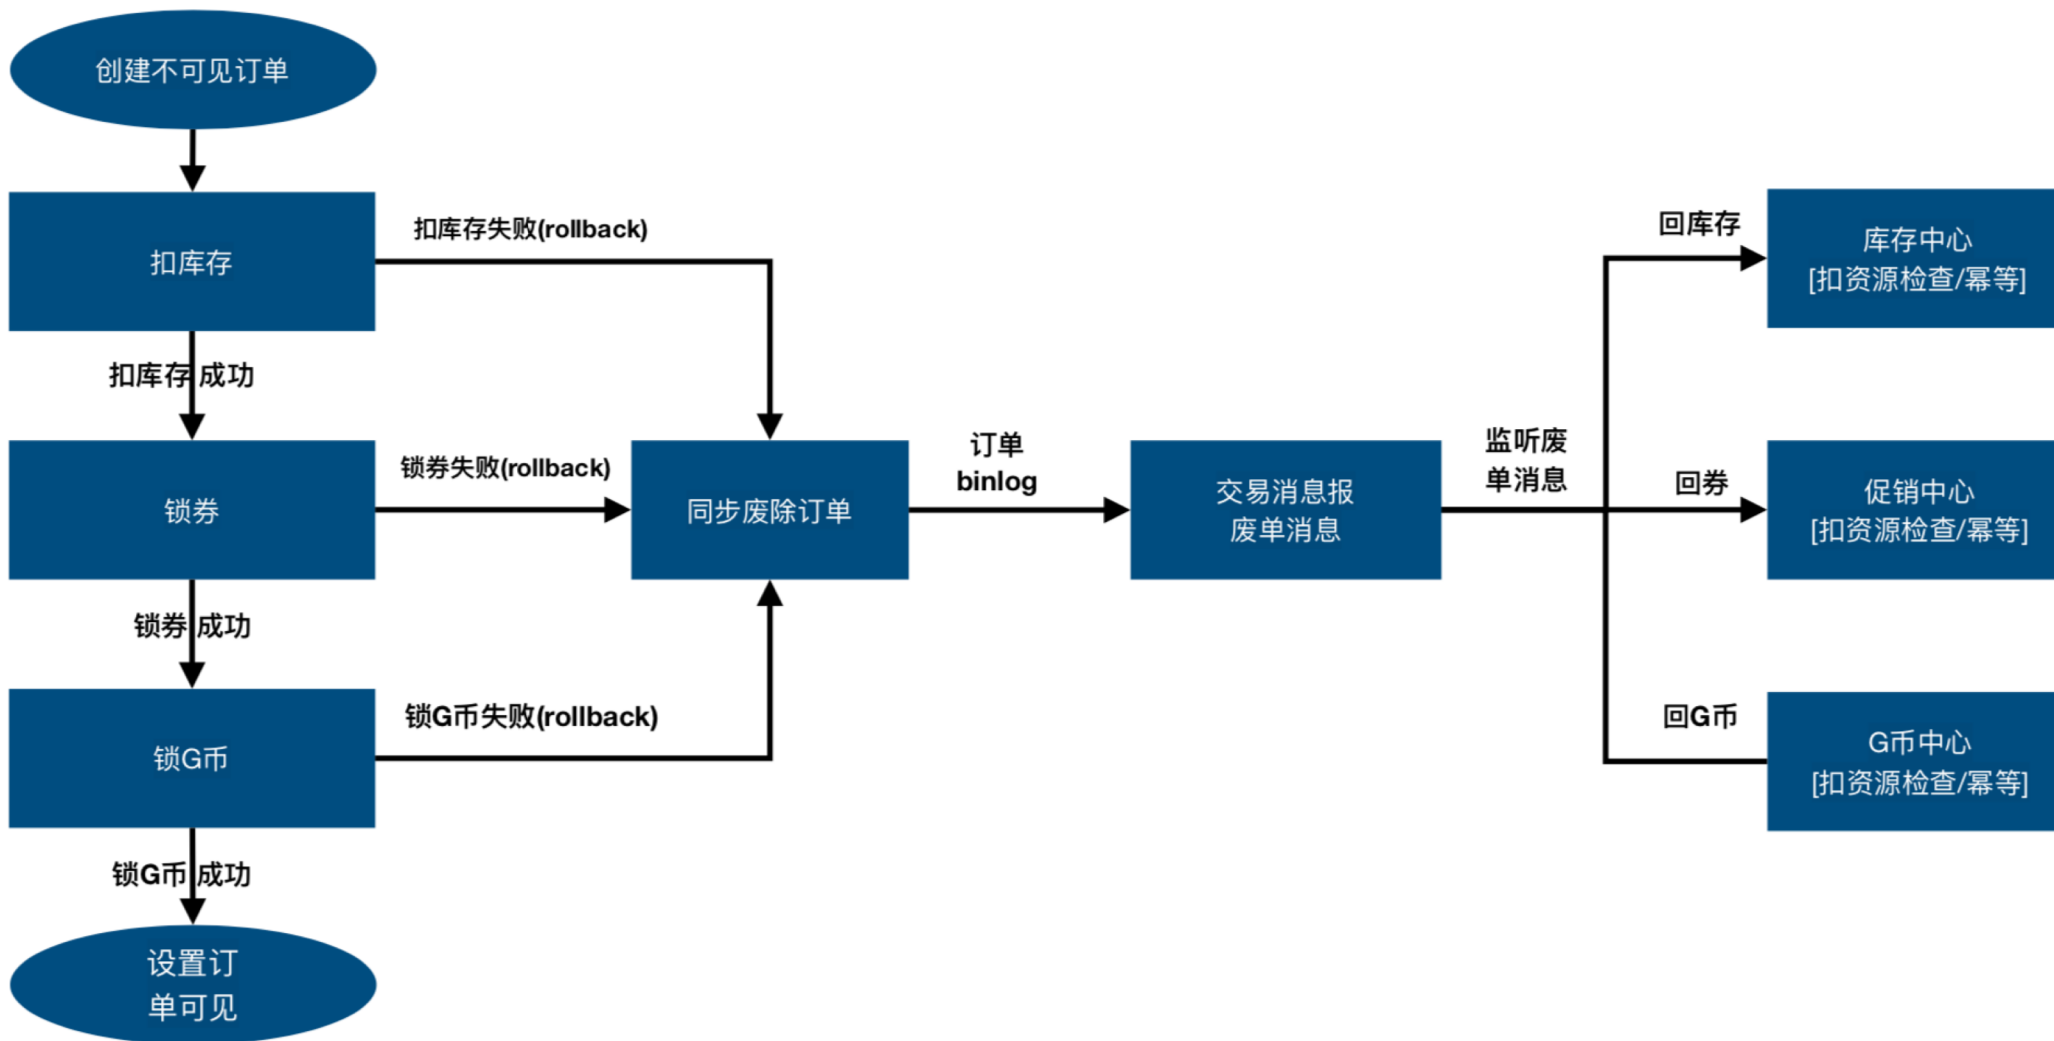 创建不可见订单
扣库存
扣库存失败(rollback)
扣库存 成功
锁券
锁券失败(rollback)
锁券 成功
锁G币
锁G币失败(rollback)
锁G币 成功
设置订
单可见
同步废除订单
订单
binlog
交易消息报
废单消息
监听废
单消息
回库存
库存中心
[扣资源检查/幂等]
回券
促销中心
[扣资源检查/幂等]
回G币
G币中心
[扣资源检查/幂等]